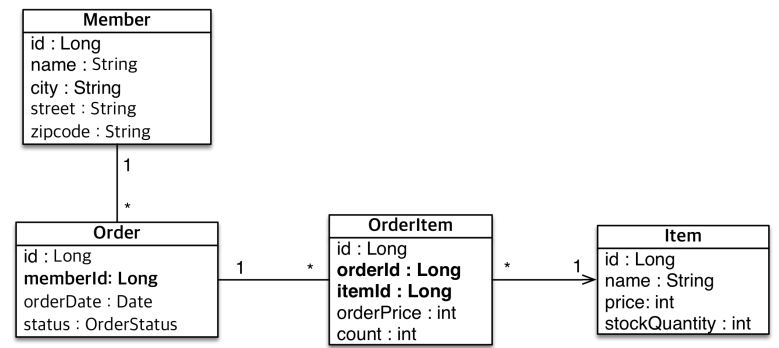 Member
id : Long
name : String
city : String
street : String
zipcode : String
1
*
Order
id : Long
memberId: Long
orderDate : Date
status : OrderStatus
1
*
OrderItem
id : Long
orderId : Long
itemId : Long
orderPrice : int
count : int
*
1
Item
id : Long
name : String
price: int
stockQuantity : int